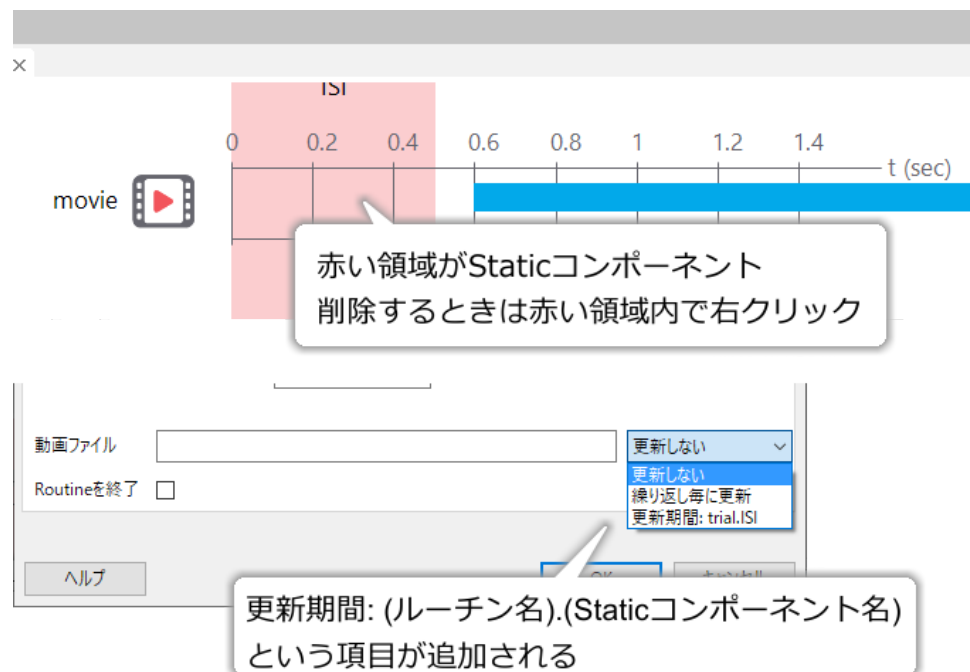 ×
ISI
0 0.2 0.4 0.6 0.8 1 1.2 1.4
t (sec)
movie
赤い領域がStaticコンポーネント
削除するときは赤い領域内で右クリック
動画ファイル 更新しない
更新しない
繰り返し毎に更新
Routineを終了
更新期間: trial.ISI
ヘルプ OK キャンセル
更新期間: (ルーチン名).(Staticコンポーネント名)
という項目が追加される